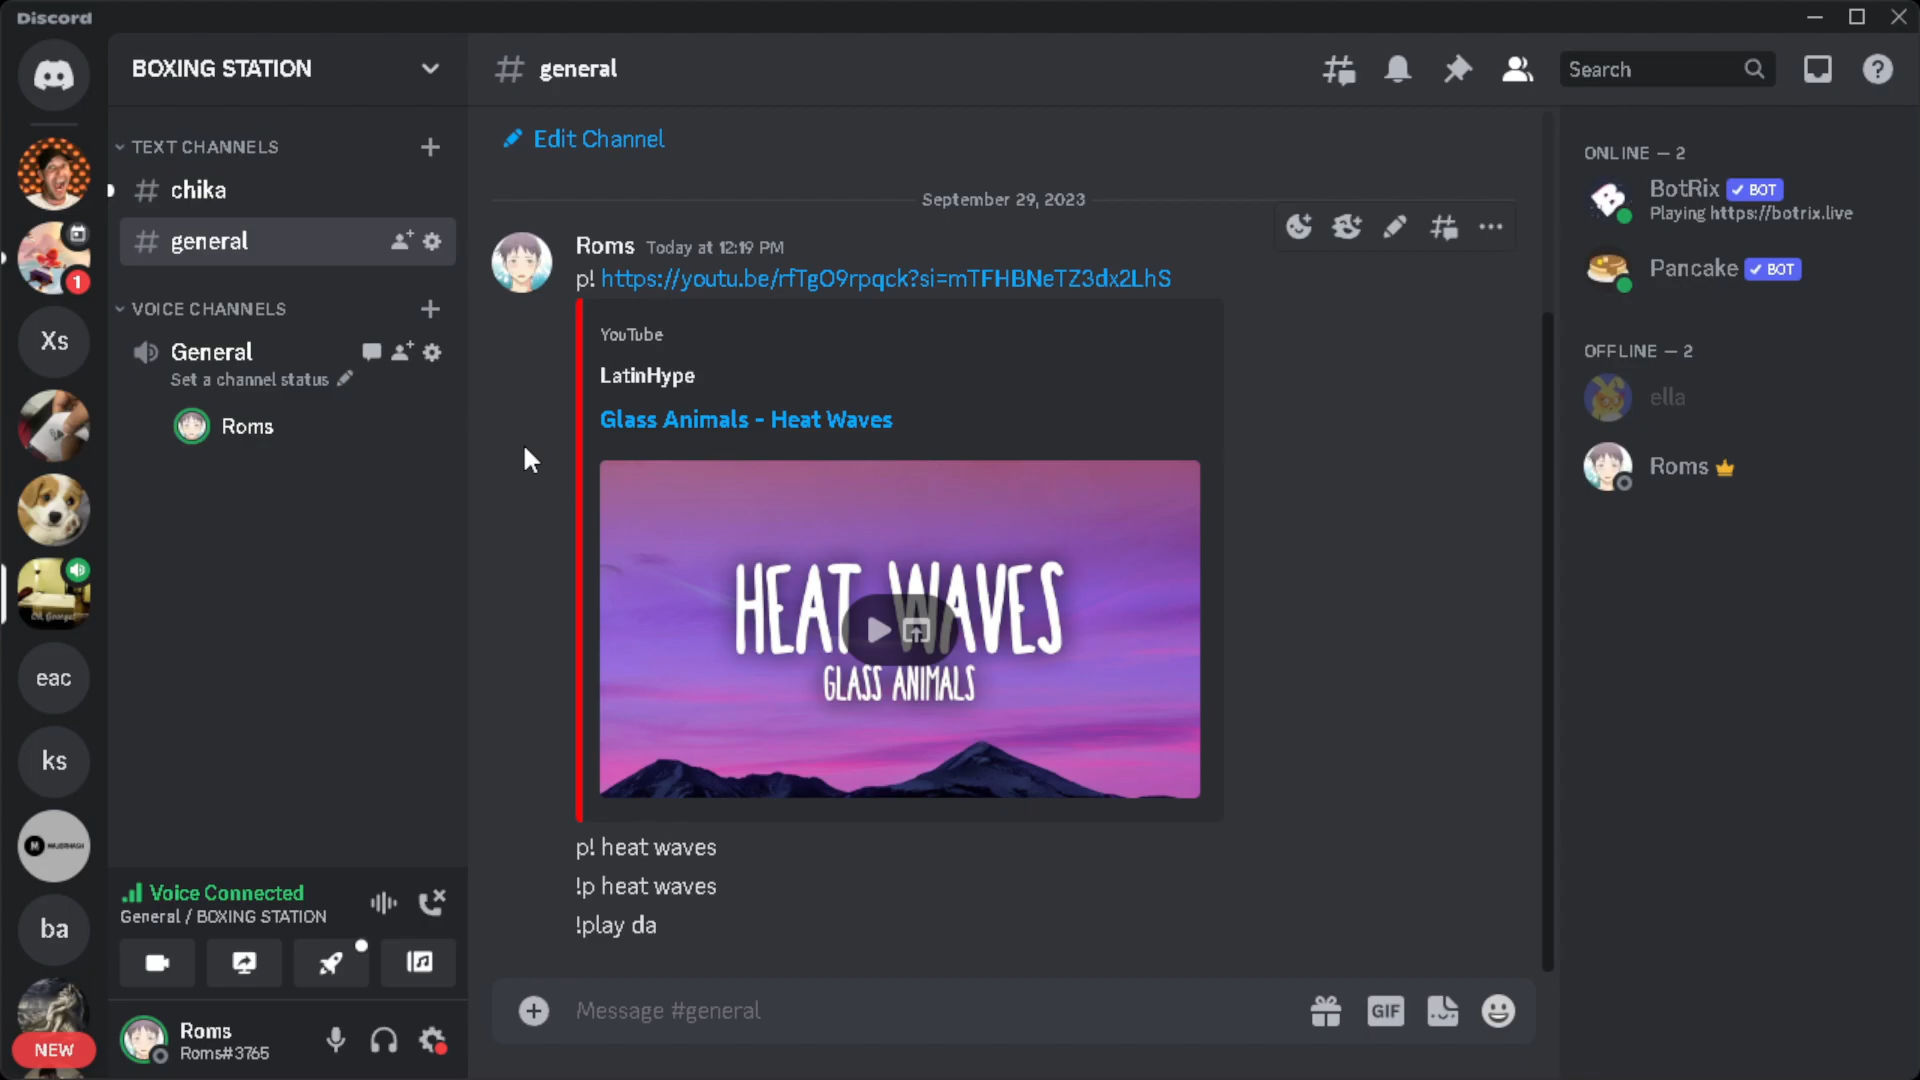 Discord
BOXING STATION
TEXT CHANNELS
chika
general
VOICE CHANNELS
General
Set a channel status
Roms
1
Xs
eac
ks
ba
NEW
Voice Connected
General / BOXING STATION
Roms
Roms#3765
# general
Search
Edit Channel
September 29, 2023
Roms Today at 12:19 PM
p! https://youtu.be/rfTgO9rpqck?si=mTFHBNeTZ3dx2LhS
YouTube
LatinHype
Glass Animals - Heat Waves
HEAT WAVES
GLASS ANIMALS
p! heat waves
!p heat waves
!play da
Message #general
GIF
ONLINE — 2
BotRix ✓ BOT
Playing https://botrix.live
Pancake ✓ BOT
OFFLINE — 2
ella
Roms